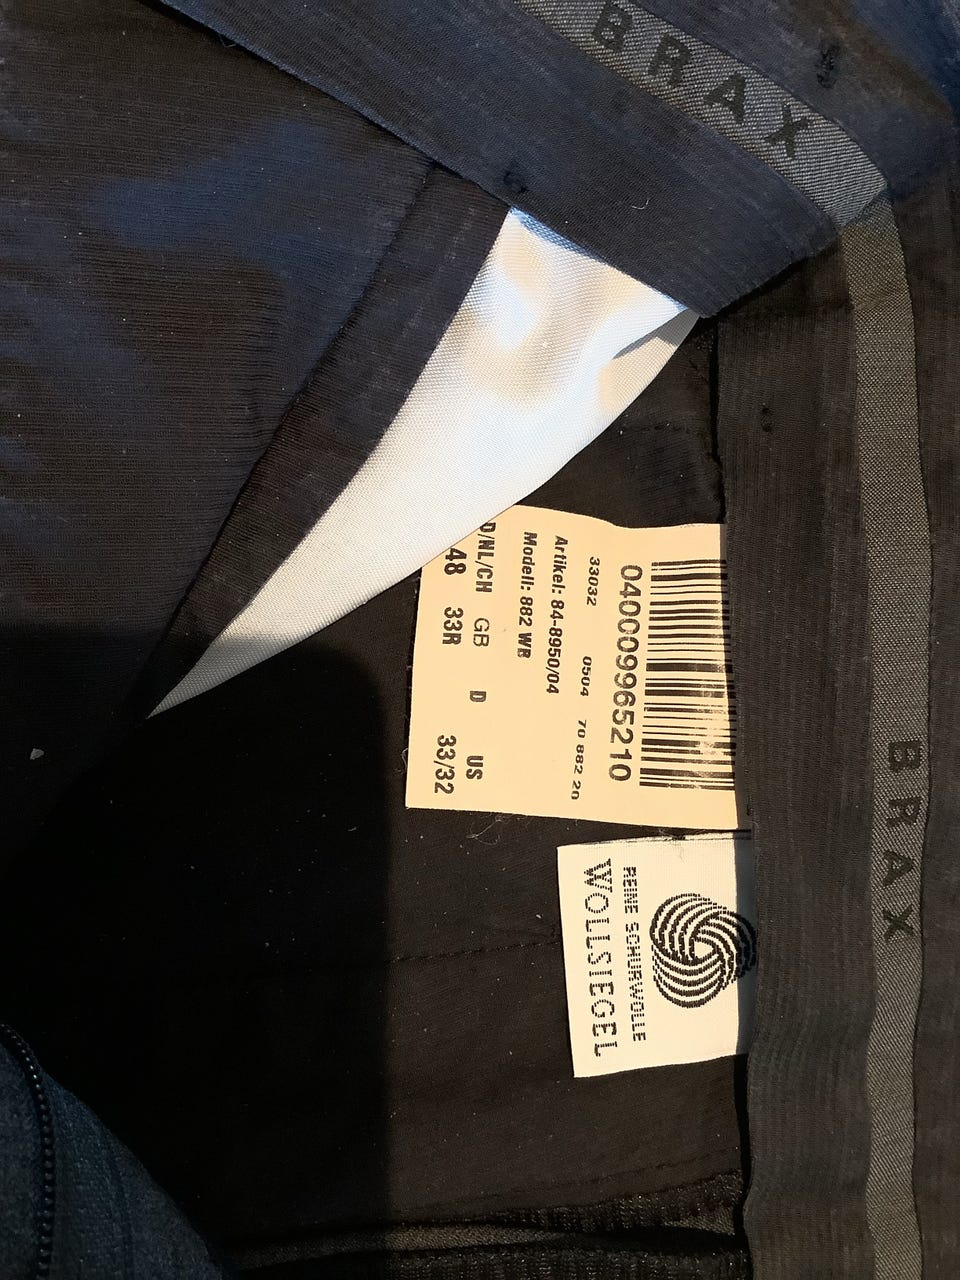 BRAX
0400099965210
33032 0504 70 882 20
Artikel: 84-8950/04
Modell: 882 WB
D/NL/CH GB D US
48 33R 33/32
REINE SCHURWOLLE
WOLLSIEGEL
BRAX